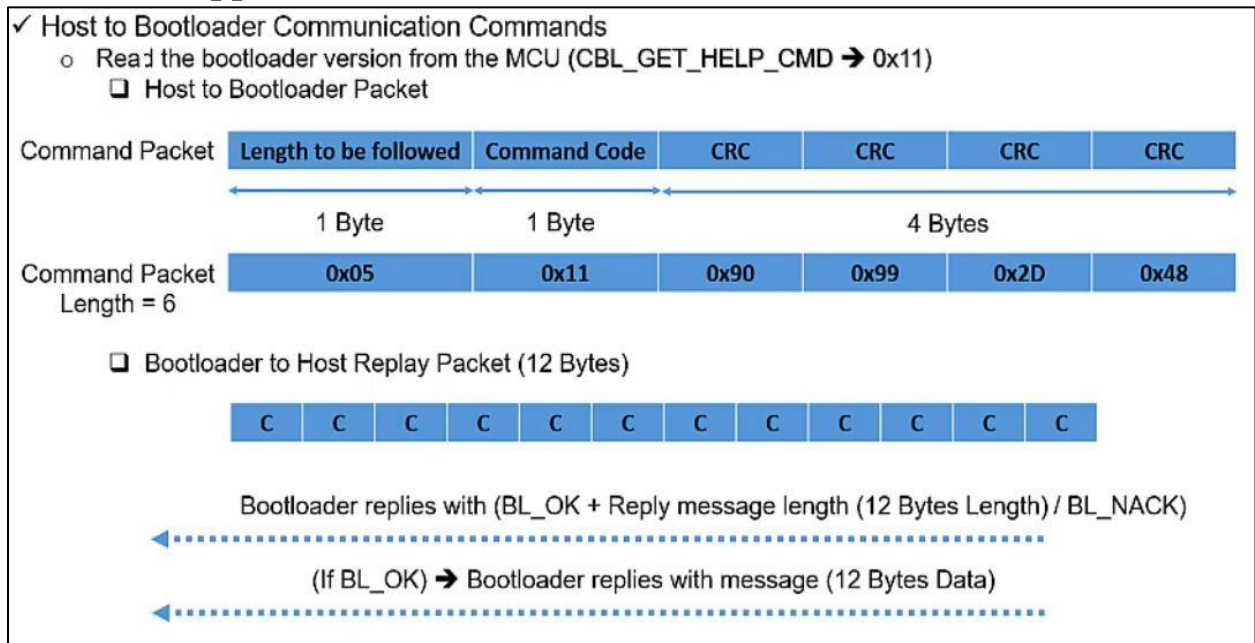 ✓ Host to Bootloader Communication Commands
o Read the bootloader version from the MCU (CBL_GET_HELP_CMD ➔ 0x11)
❑ Host to Bootloader Packet
Command Packet Length to be followed Command Code CRC CRC CRC CRC
1 Byte 1 Byte 4 Bytes
Command Packet 0x05 0x11 0x90 0x99 0x2D 0x48
Length = 6
❑ Bootloader to Host Replay Packet (12 Bytes)
C C C C C C C C C C C C
Bootloader replies with (BL_OK + Reply message length (12 Bytes Length) / BL_NACK)
(If BL_OK) ➔ Bootloader replies with message (12 Bytes Data)